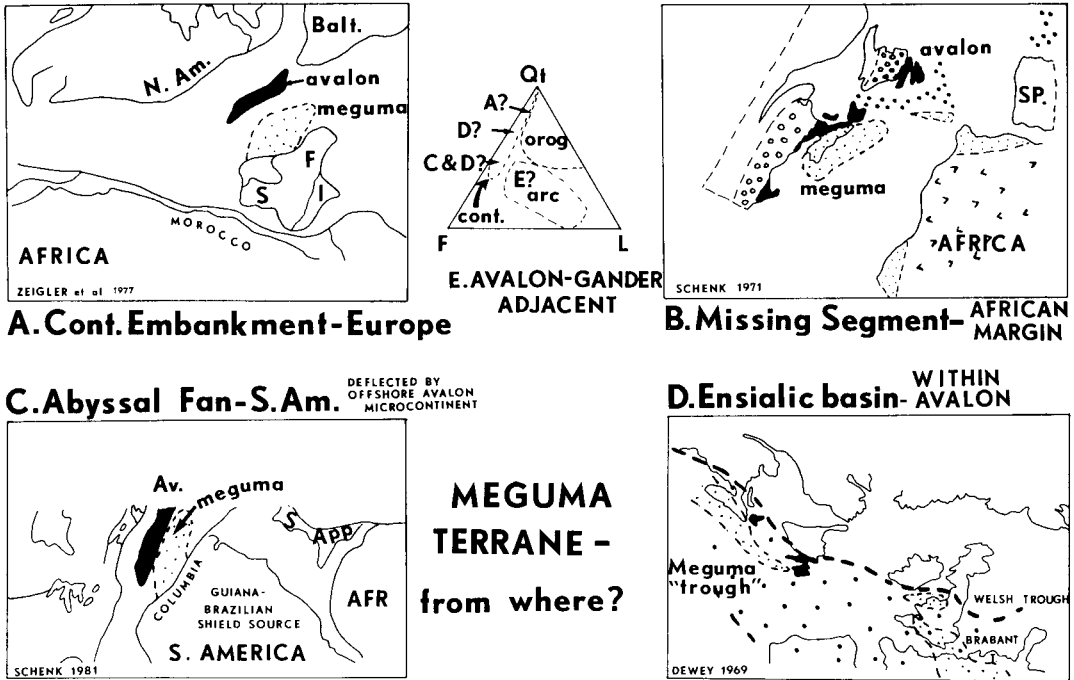 Balt.
N. Am.
avalon
meguma
F
S
I
MOROCCO
AFRICA
ZEIGLER et al 1977
A. Cont. Embankment-Europe
Qt
A?
D?
orog
C & D?
E?
arc
cont.
F
L
E. AVALON-GANDER
ADJACENT
avalon
SP.
meguma
AFRICA
SCHENK 1971
B. Missing Segment- AFRICAN
MARGIN
C. Abyssal Fan-S.Am. DEFLECTED BY
OFFSHORE AVALON
MICROCONTINENT
Av.
meguma
S
App
COLUMBIA
GUIANA-
BRAZILIAN
SHIELD SOURCE
AFR
S. AMERICA
SCHENK 1981
MEGUMA
TERRANE -
from where?
D. Ensialic basin- WITHIN
AVALON
Meguma
"trough"
WELSH TROUGH
BRABANT
DEWEY 1969